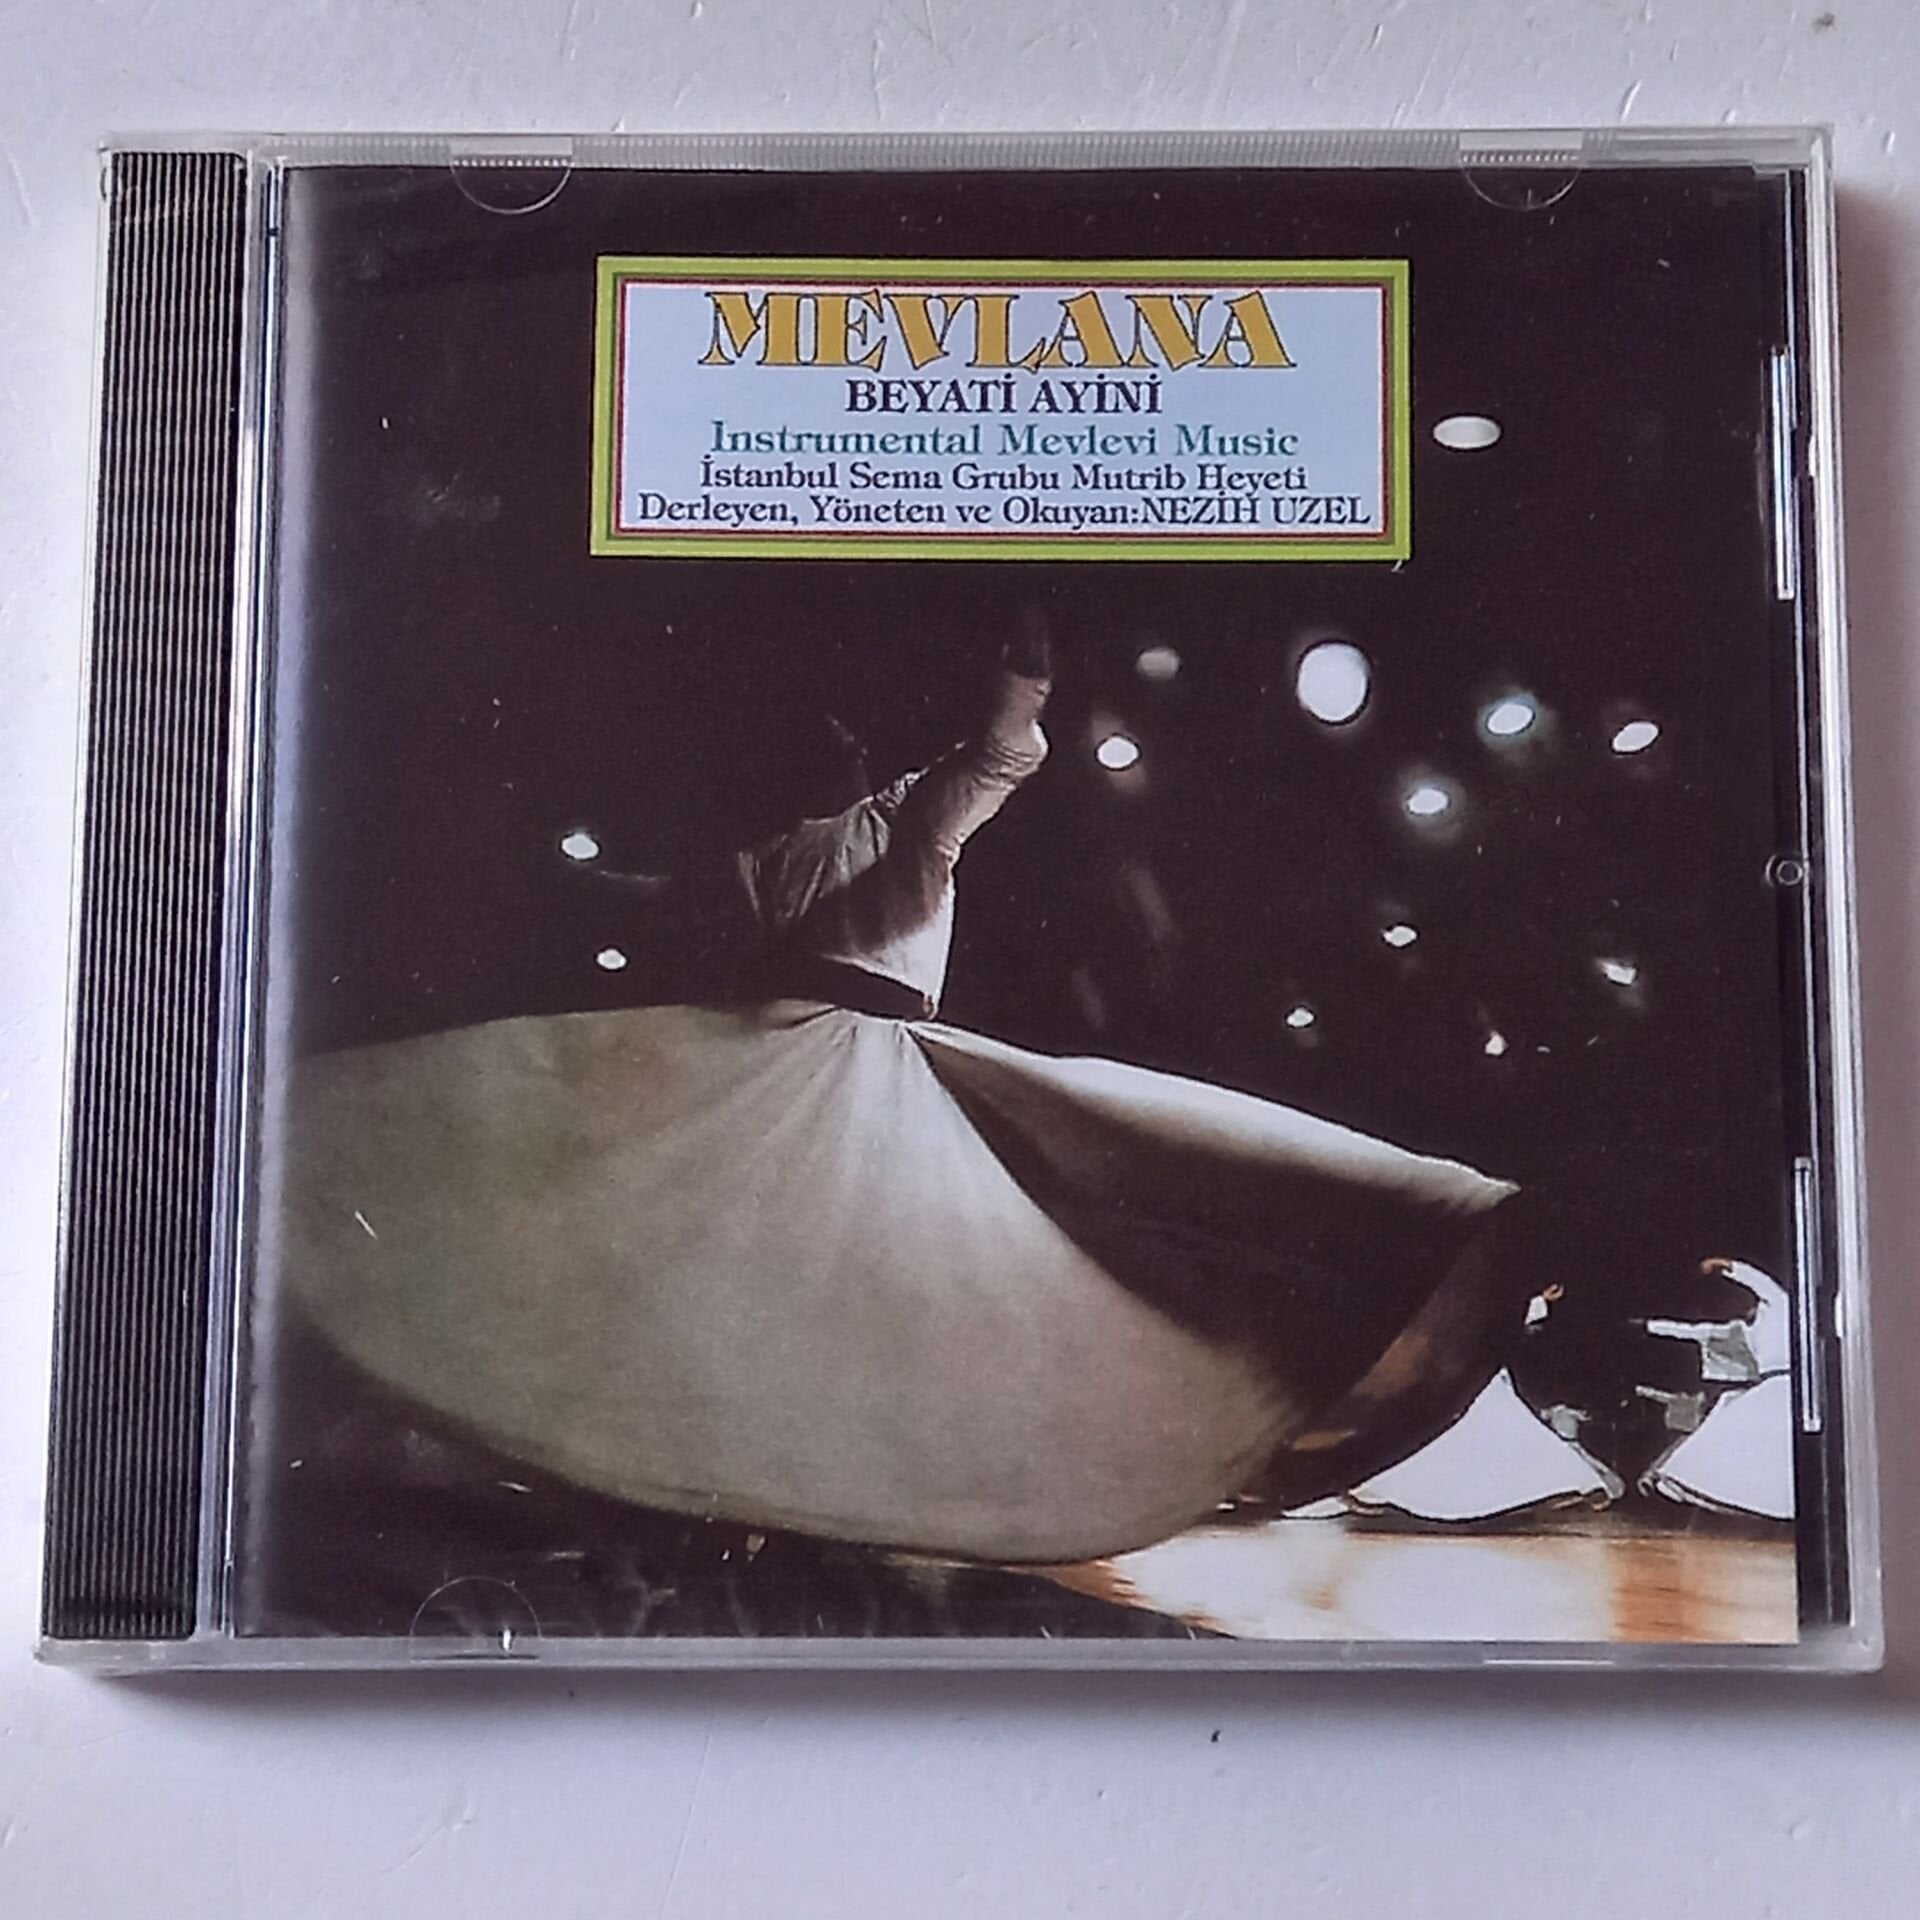 MEVLANA
BEYATİ AYİNİ
Instrumental Mevlevi Music
İstanbul Sema Grubu Mutrib Heyeti
Derleyen, Yöneten ve Okuyan:NEZİH UZEL